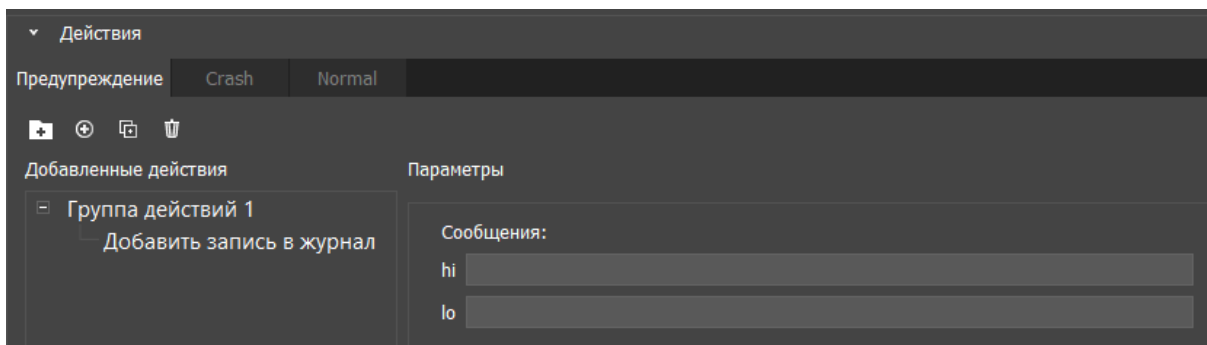 Действия
Предупреждение Crash Normal
Добавленные действия Параметры
Группа действий 1
Добавить запись в журнал
Сообщения:
hi
lo